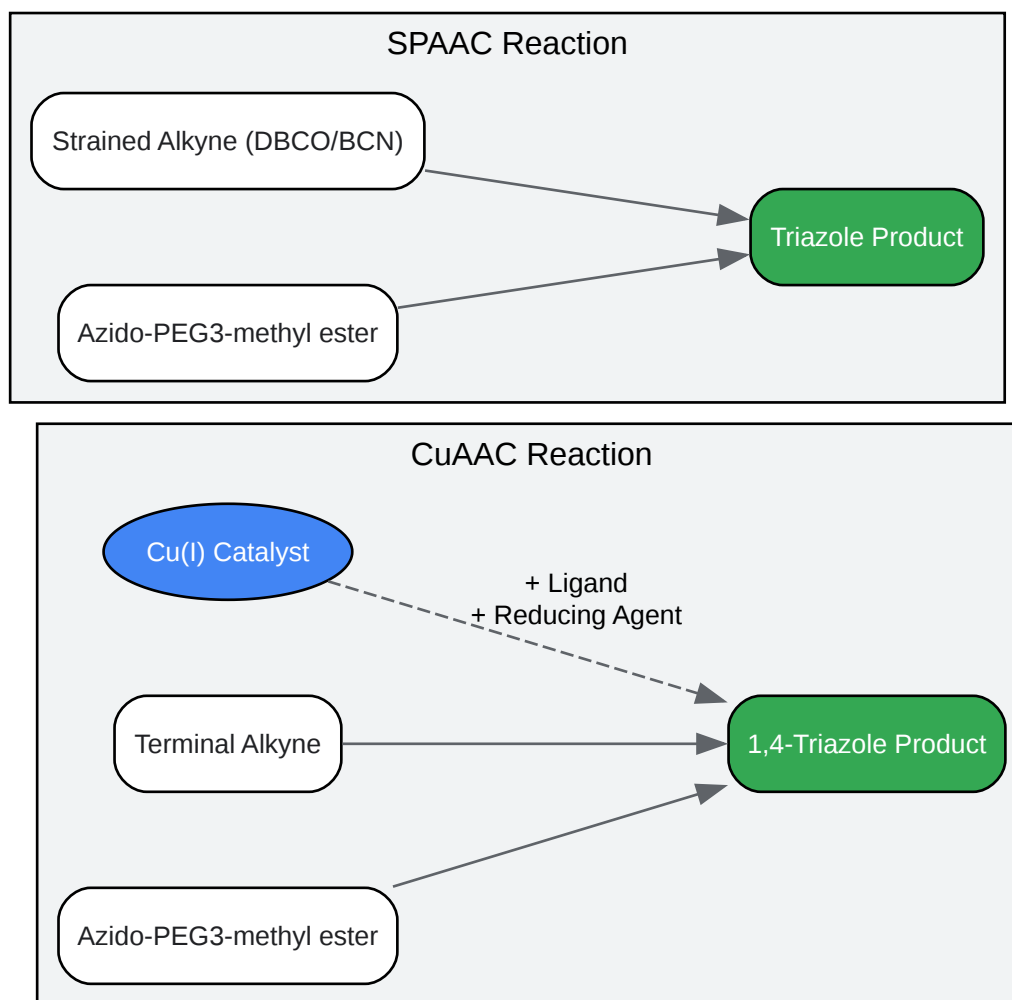 SPAAC Reaction
Strained Alkyne (DBCO/BCN)
Triazole Product
Azido-PEG3-methyl ester
CuAAC Reaction
Cu(I) Catalyst
+ Ligand
+ Reducing Agent
Terminal Alkyne
1,4-Triazole Product
Azido-PEG3-methyl ester